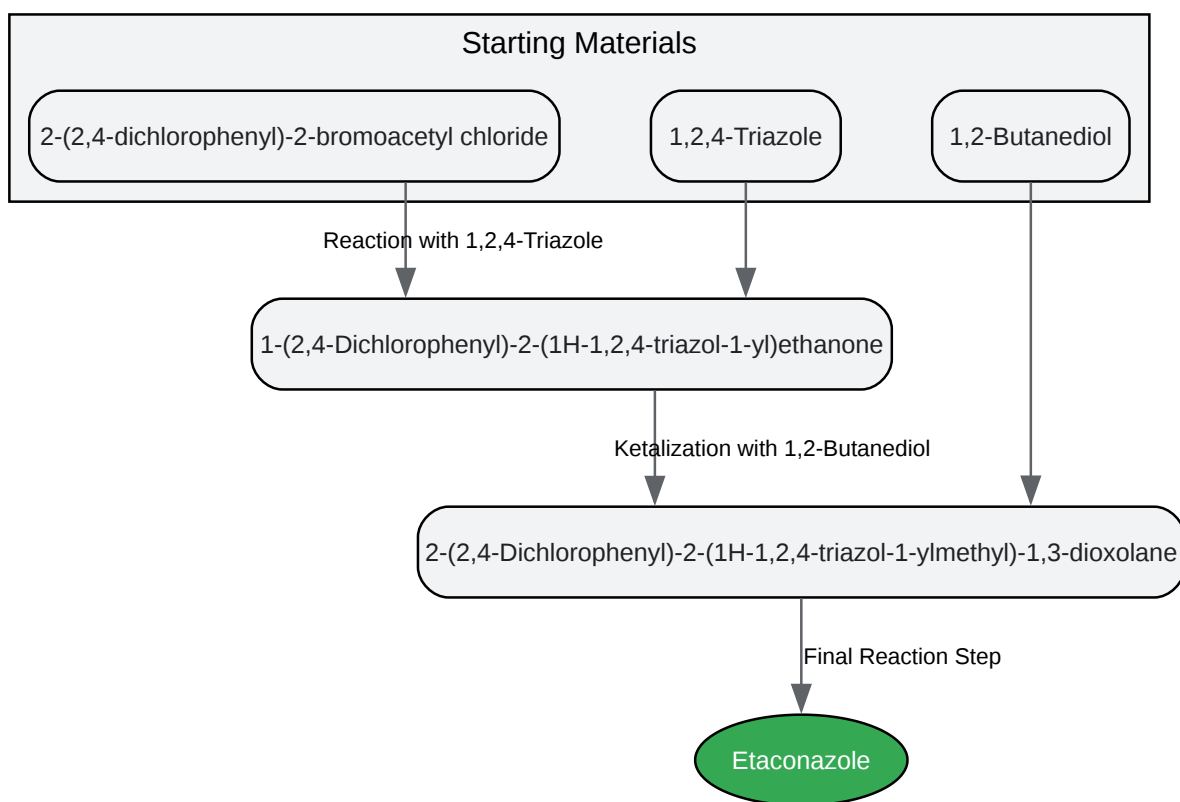 Starting Materials
2-(2,4-dichlorophenyl)-2-bromoacetyl chloride
1,2,4-Triazole
1,2-Butanediol
Reaction with 1,2,4-Triazole
1-(2,4-Dichlorophenyl)-2-(1H-1,2,4-triazol-1-yl)ethanone
Ketalization with 1,2-Butanediol
2-(2,4-Dichlorophenyl)-2-(1H-1,2,4-triazol-1-ylmethyl)-1,3-dioxolane
Final Reaction Step
Etaconazole